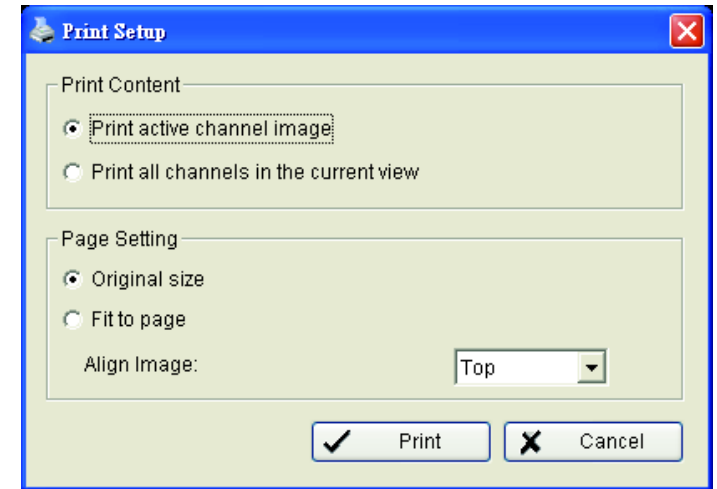 Print Setup
Print Content
Print active channel image
Print all channels in the current view
Page Setting
Original size
Fit to page
Align Image: Top
Print Cancel